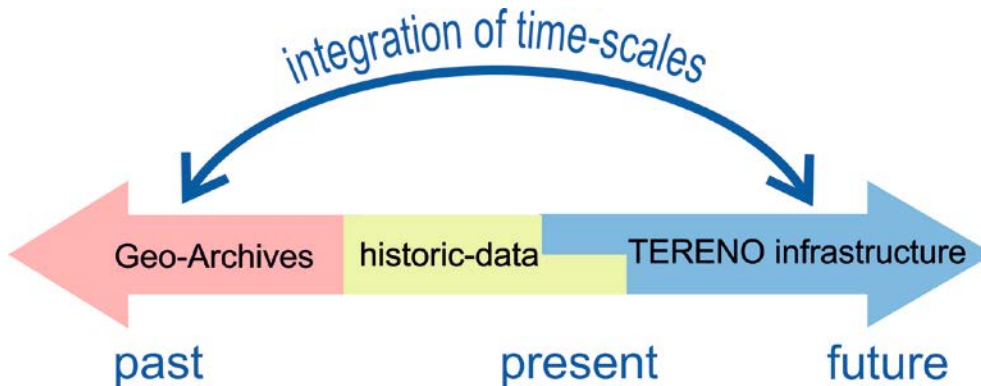 integration of time-scales
Geo-Archives historic-data TERENO infrastructure
past present future